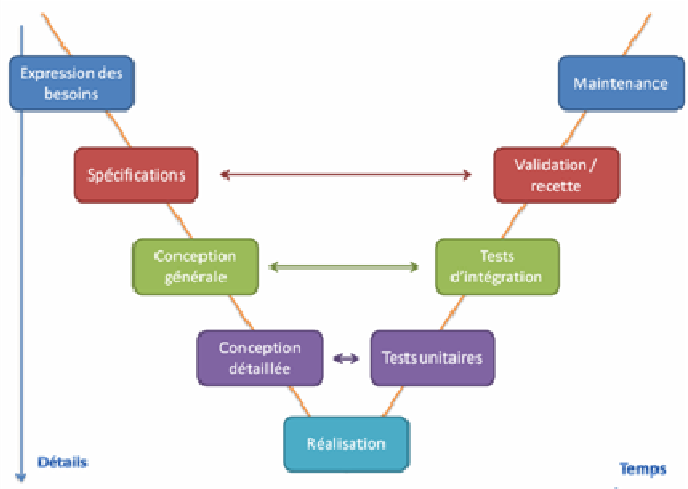 Expression des
besoins
Maintenance
Spécifications
Validation /
recette
Conception
générale
Tests
d'intégration
Conception
détaillée
Tests unitaires
Réalisation
Détails
Temps